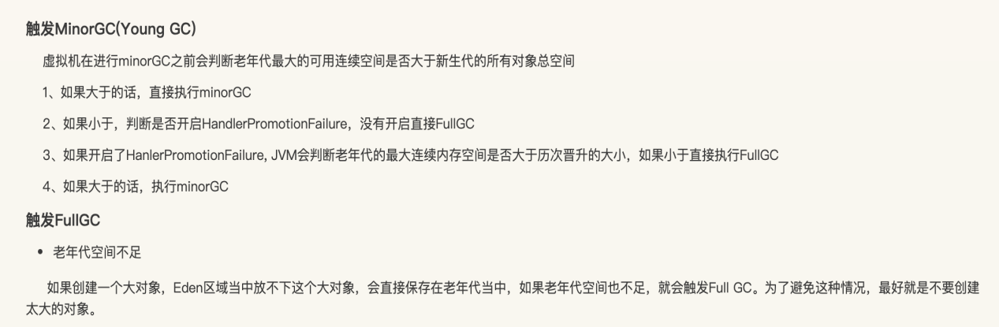 触发MinorGC(Young GC)
虚拟机在进行minorGC之前会判断老年代最大的可用连续空间是否大于新生代的所有对象总空间
1、如果大于的话，直接执行minorGC
2、如果小于，判断是否开启HandlerPromotionFailure，没有开启直接FullGC
3、如果开启了HanlerPromotionFailure, JVM会判断老年代的最大连续内存空间是否大于历次晋升的大小，如果小于直接执行FullGC
4、如果大于的话，执行minorGC
触发FullGC
• 老年代空间不足
如果创建一个大对象，Eden区域当中放不下这个大对象，会直接保存在老年代当中，如果老年代空间也不足，就会触发Full GC。为了避免这种情况，最好就是不要创建
太大的对象。